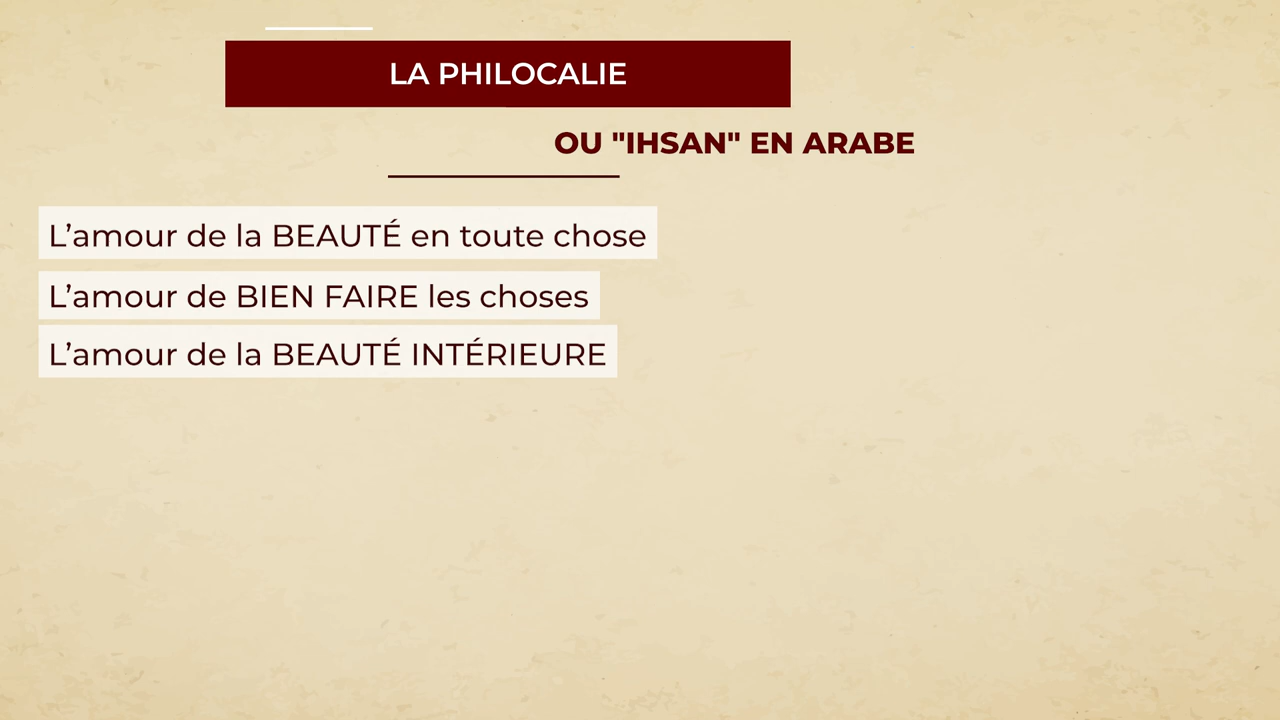 LA PHILOCALIE
OU "IHSAN" EN ARABE
L’amour de la BEAUTÉ en toute chose
L’amour de BIEN FAIRE les choses
L’amour de la BEAUTÉ INTÉRIEURE